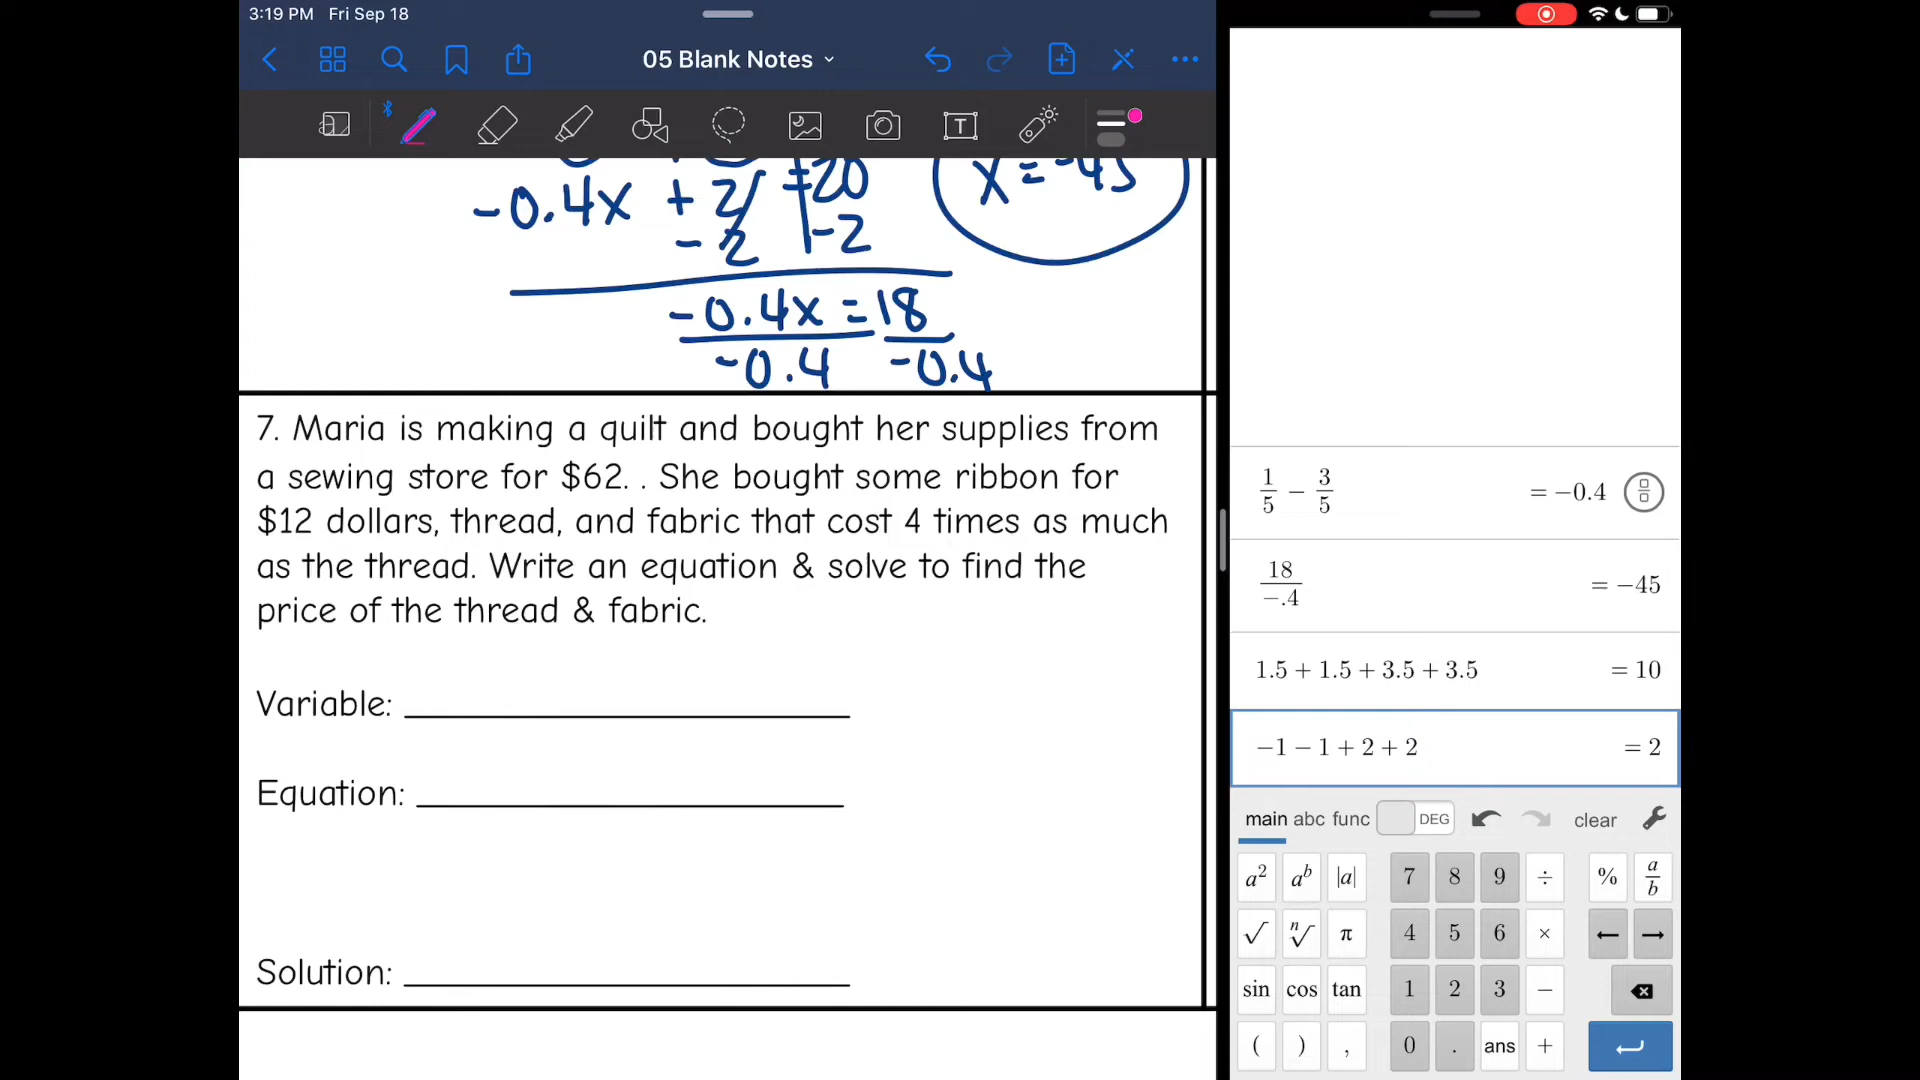 3:19 PM Fri Sep 18
05 Blank Notes
T
-0.4x + 2 = 20
- 2 -2
-0.4x = 18
-0.4 -0.4
x = -45
7. Maria is making a quilt and bought her supplies from
a sewing store for $62. . She bought some ribbon for
$12 dollars, thread, and fabric that cost 4 times as much
as the thread. Write an equation & solve to find the
price of the thread & fabric.
Variable:
Equation:
Solution:
1/5 − 3/5 = −0.4
18/−.4 = −45
1.5 + 1.5 + 3.5 + 3.5 = 10
−1 − 1 + 2 + 2 = 2
main abc func DEG clear
a² aᵇ |a| 7 8 9 ÷ % a/b
√ ⁿ√ π 4 5 6 × ← →
sin cos tan 1 2 3 −
( ) , 0 . ans +